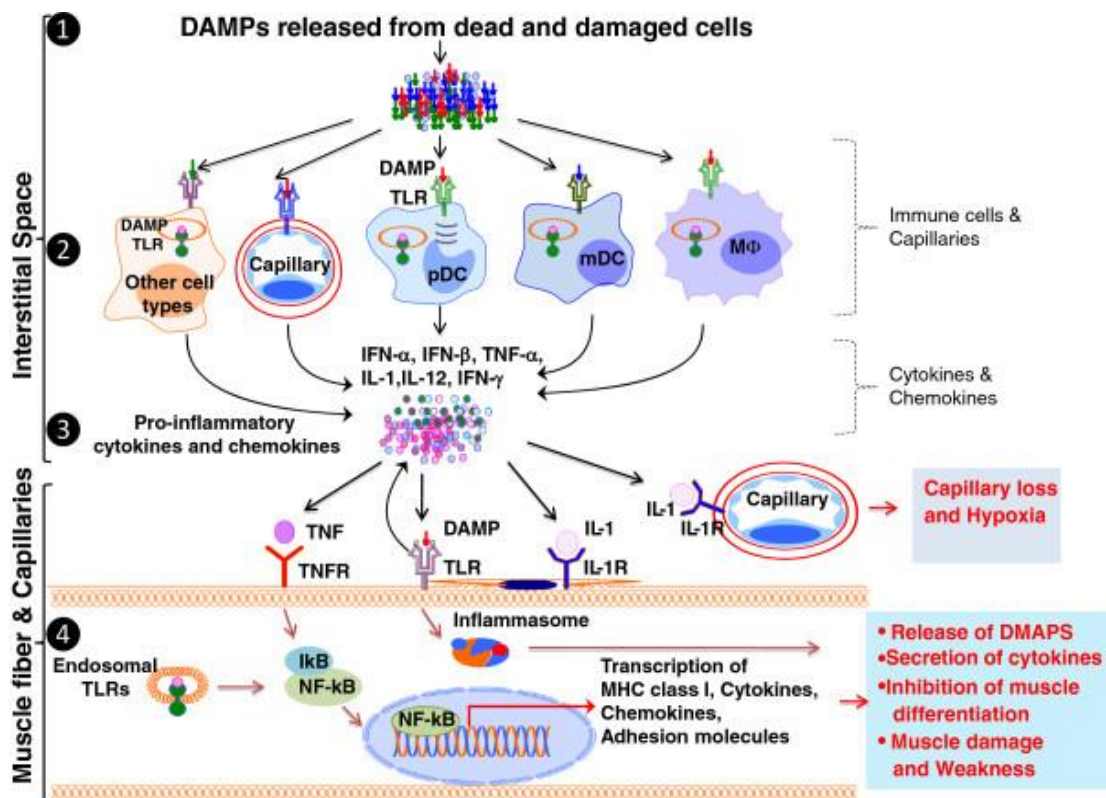 1
DAMPs released from dead and damaged cells
Interstitial Space
DAMP
TLR
2
DAMP
TLR
Other cell
types
Capillary
pDC
mDC
MΦ
Immune cells &
Capillaries
IFN-α, IFN-β, TNF-α,
IL-1,IL-12, IFN-γ
Cytokines &
Chemokines
3
Pro-inflammatory
cytokines and chemokines
Muscle fiber & Capillaries
TNF
TNFR
DAMP
TLR
IL-1
IL-1R
IL-1
IL-1R
Capillary
Capillary loss
and Hypoxia
4
Endosomal
TLRs
IkB
NF-kB
Inflammasome
NF-kB
Transcription of
MHC class I, Cytokines,
Chemokines,
Adhesion molecules
• Release of DMAPS
•Secretion of cytokines
• Inhibition of muscle
differentiation
• Muscle damage
and Weakness